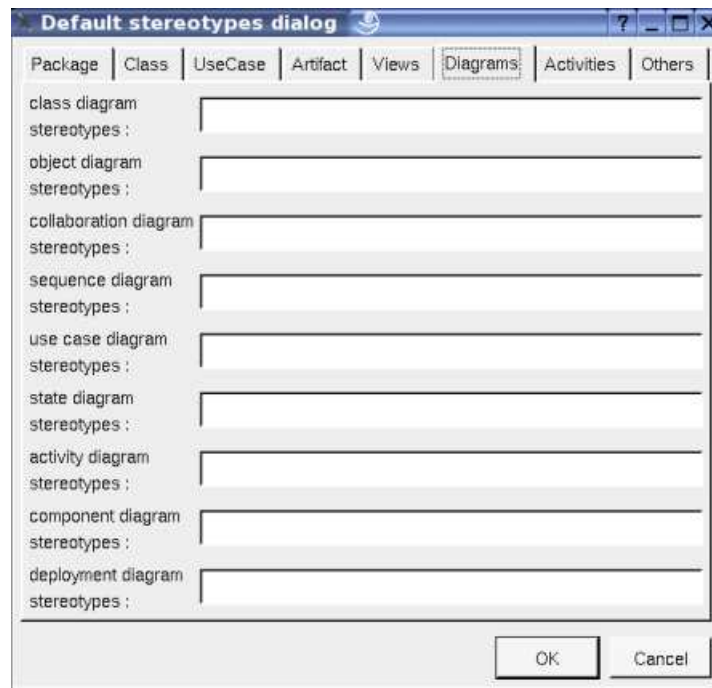 Default stereotypes dialog
Package Class UseCase Artifact Views Diagrams Activities Others
class diagram
stereotypes :
object diagram
stereotypes :
collaboration diagram
stereotypes :
sequence diagram
stereotypes :
use case diagram
stereotypes :
state diagram
stereotypes :
activity diagram
stereotypes :
component diagram
stereotypes :
deployment diagram
stereotypes :
OK Cancel